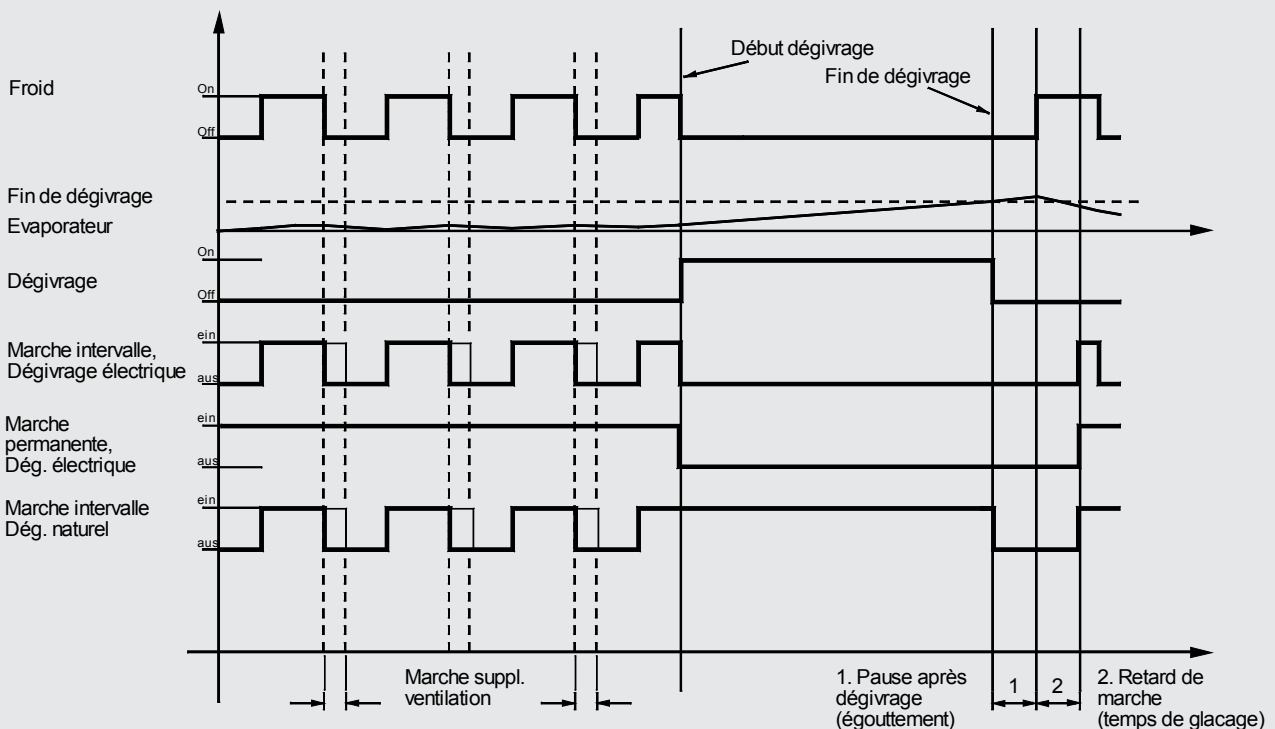 Début dégivrage
Fin de dégivrage
Froid
On
Off
Fin de dégivrage
Evaporateur
On
Dégivrage
Off
ein
Marche intervalle,
Dégivrage électrique
aus
ein
Marche
permanente,
Dég. électrique
aus
ein
Marche intervalle
Dég. naturel
aus
Marche suppl.
ventilation
1. Pause après
dégivrage
(égouttement)
1
2
2. Retard de
marche
(temps de glacage)